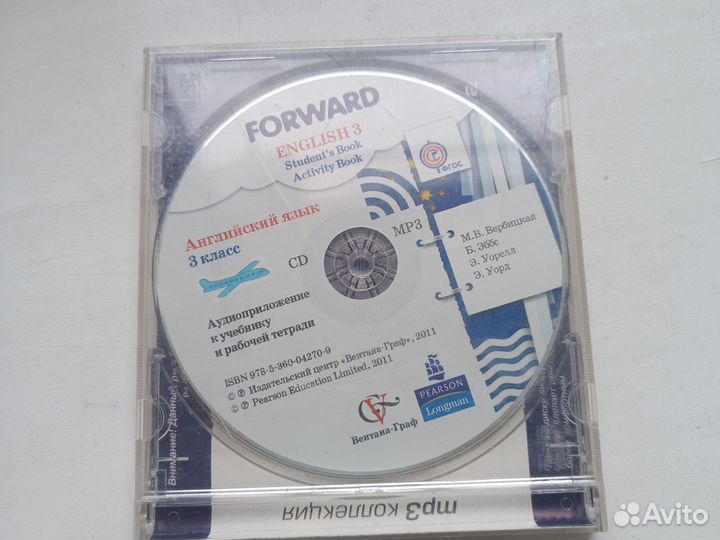 FORWARD
ENGLISH 3
Student's Book
Activity Book
ФГОС
Английский язык
3 класс
CD
MP3
М.В. Вербицкая
Б. Эббс
Э. Уорелл
Э. Уорд
Аудиоприложение
к учебнику
и рабочей тетради
ISBN 978-5-360-04270-9
© ℗ Издательский центр «Вентана-Граф», 2011
© ℗ Pearson Education Limited, 2011
Вентана-Граф
PEARSON
Longman
Внимание! Данный
mp3 коллекция
Avito